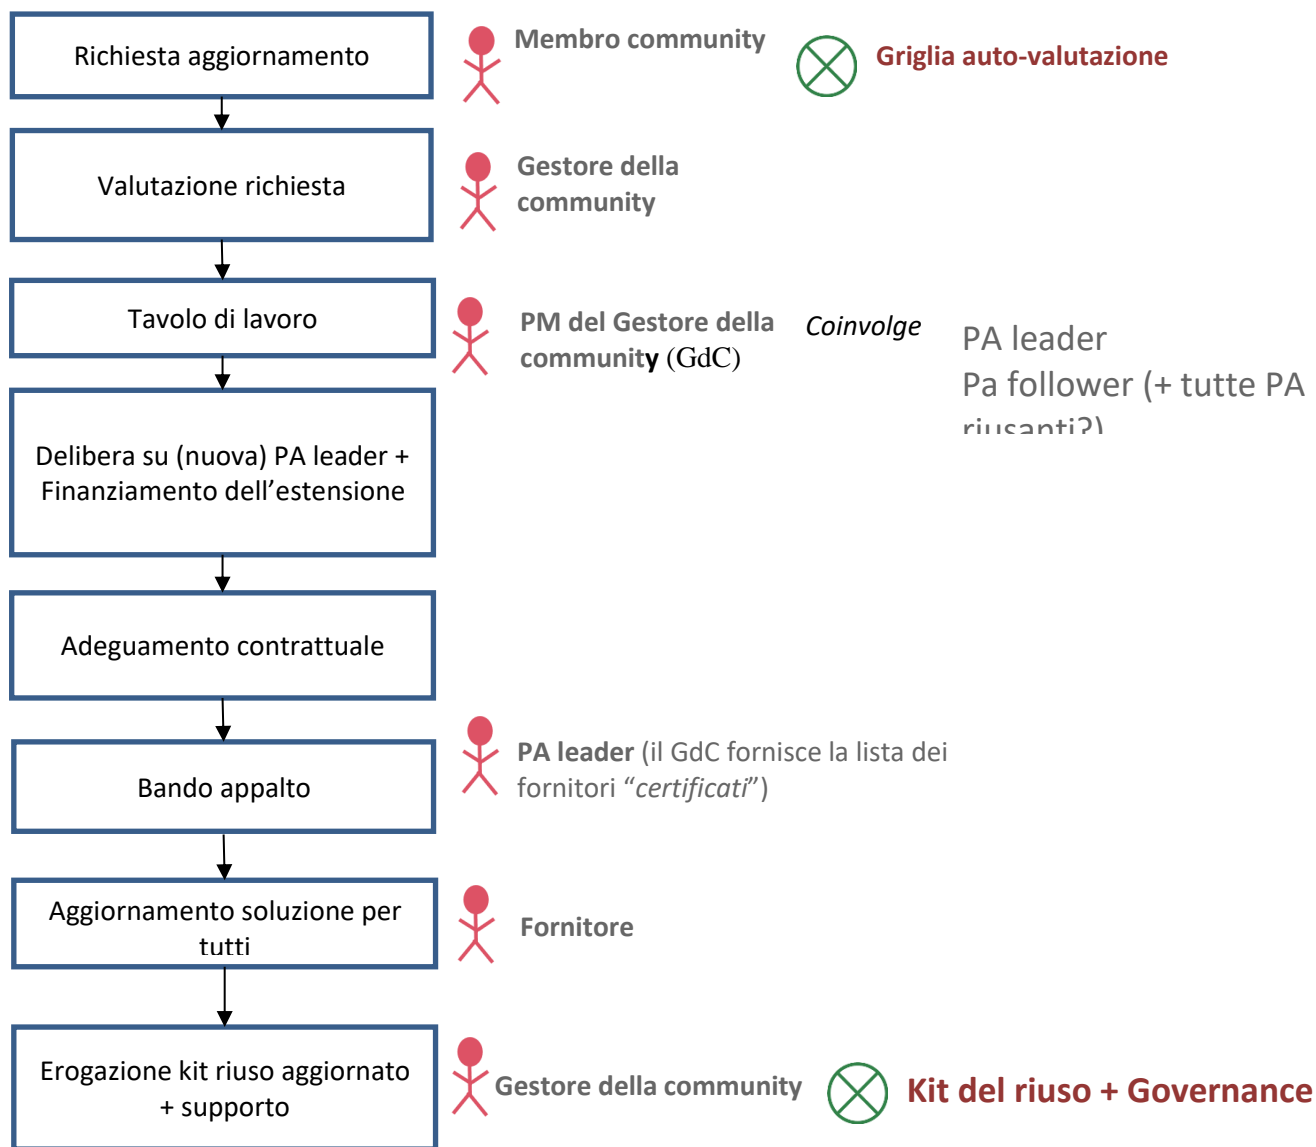 Richiesta aggiornamento
Membro community
Griglia auto-valutazione
Valutazione richiesta
Gestore della
community
Tavolo di lavoro
PM del Gestore della
community (GdC)
Coinvolge
PA leader
Pa follower (+ tutte PA
riusanti?)
Delibera su (nuova) PA leader +
Finanziamento dell’estensione
Adeguamento contrattuale
Bando appalto
PA leader (il GdC fornisce la lista dei
fornitori “certificati”)
Aggiornamento soluzione per
tutti
Fornitore
Erogazione kit riuso aggiornato
+ supporto
Gestore della community
Kit del riuso + Governance